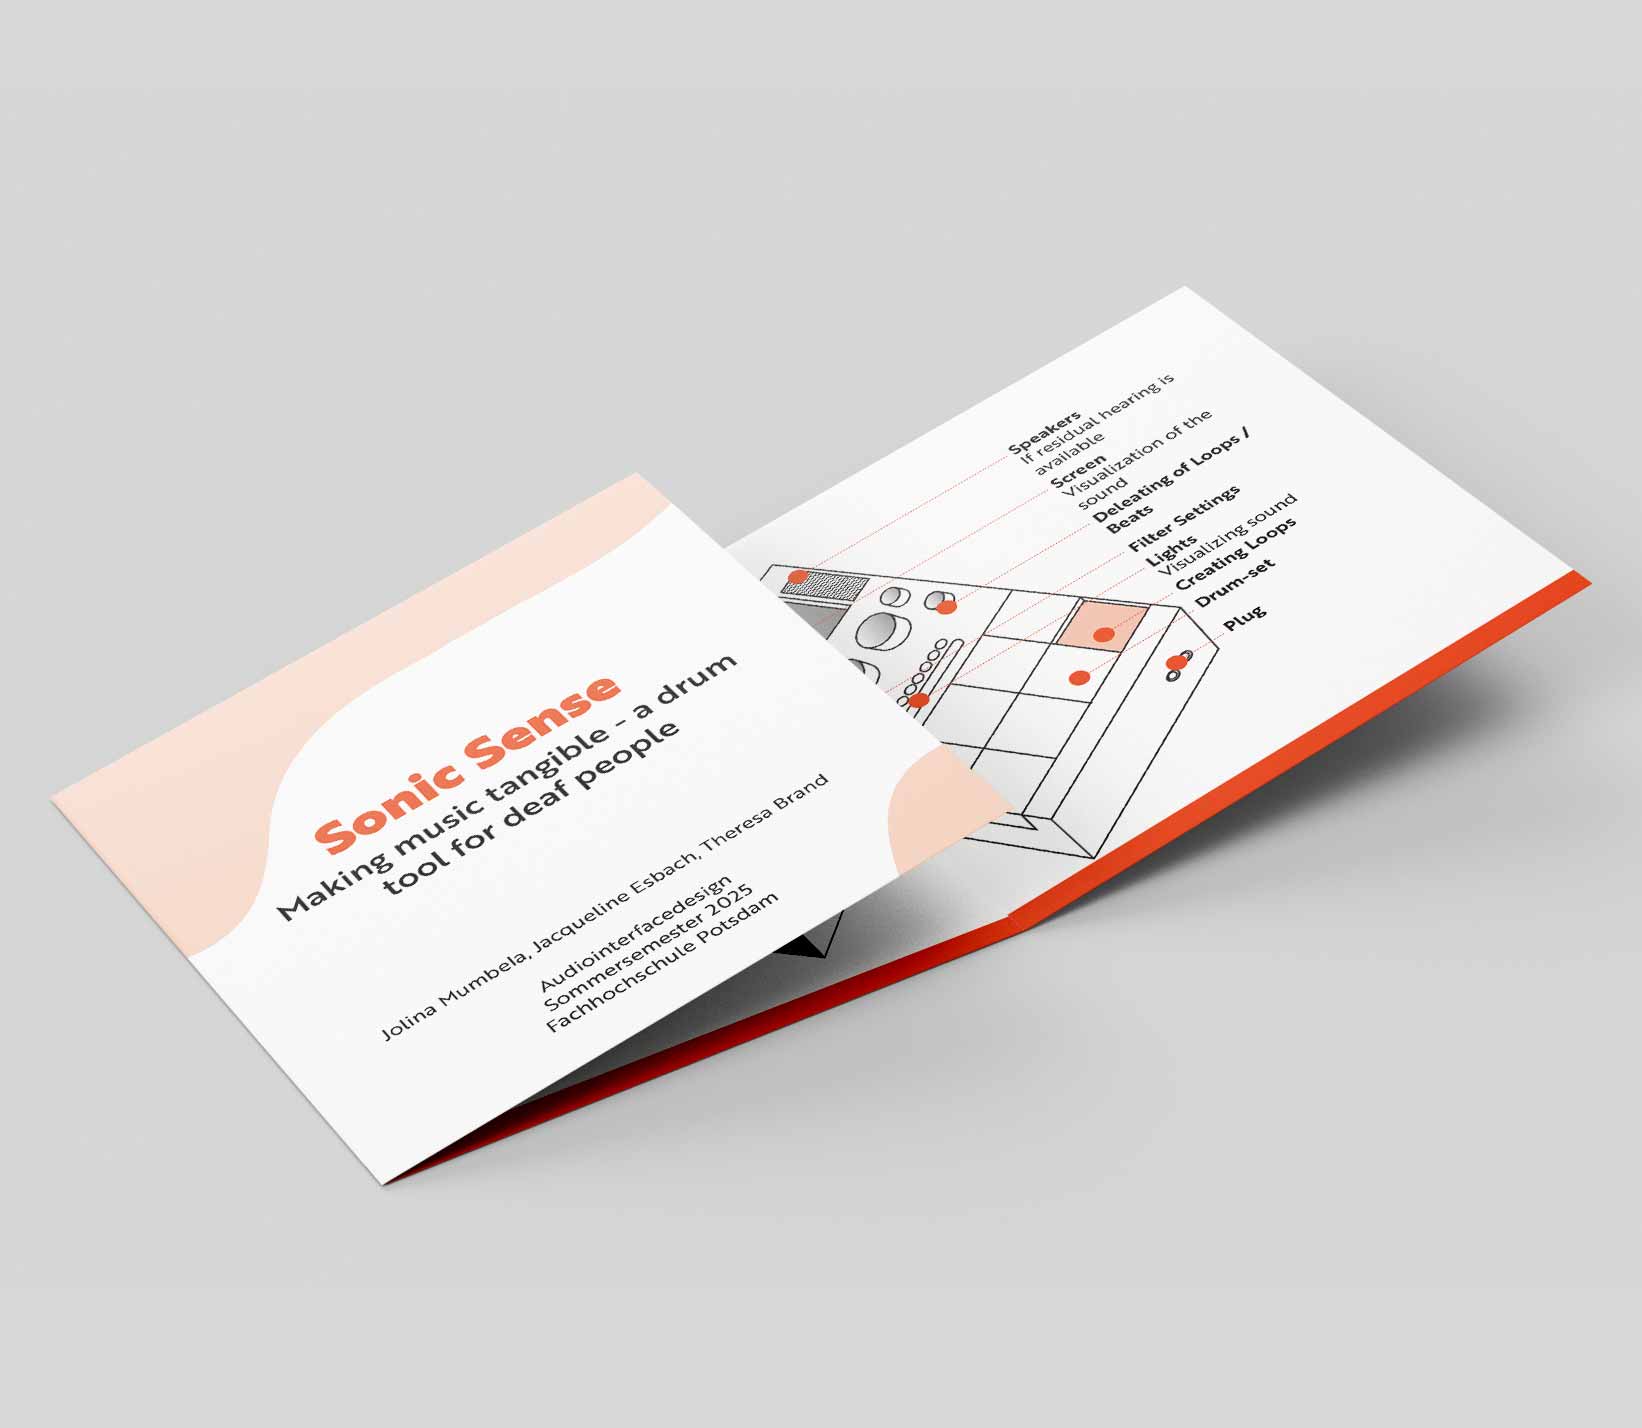 Sonic Sense
Making music tangible - a drum
tool for deaf people
Jolina Mumbela, Jacqueline Esbach, Theresa Brand
Audiointerfacedesign
Sommersemester 2025
Fachhochschule Potsdam
Speakers
If residual hearing is
available
Screen
Visualization of the
sound
Deleating of Loops /
Beats
Filter Settings
Lights
Visualizing sound
Creating Loops
Drum-set
Plug